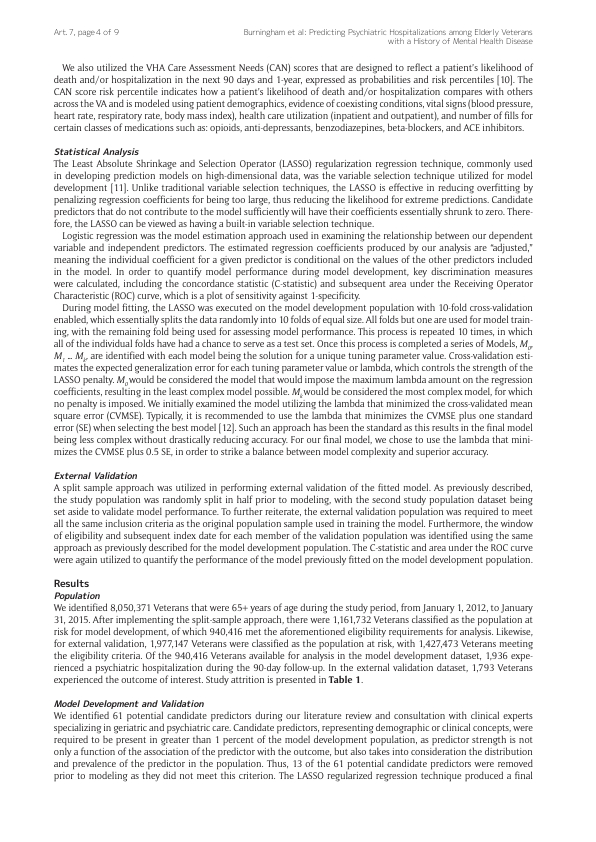 Art. 7, page 4 of 9
Burningham et al: Predicting Psychiatric Hospitalizations among Elderly Veterans
with a History of Mental Health Disease
We also utilized the VHA Care Assessment Needs (CAN) scores that are designed to reflect a patient's likelihood of
death and/or hospitalization in the next 90 days and 1-year, expressed as probabilities and risk percentiles [10]. The
CAN score risk percentile indicates how a patient's likelihood of death and/or hospitalization compares with others
across the VA and is modeled using patient demographics, evidence of coexisting conditions, vital signs (blood pressure,
heart rate, respiratory rate, body mass index), health care utilization (inpatient and outpatient), and number of fills for
certain classes of medications such as: opioids, anti-depressants, benzodiazepines, beta-blockers, and ACE inhibitors.
Statistical Analysis
The Least Absolute Shrinkage and Selection Operator (LASSO) regularization regression technique, commonly used
in developing prediction models on high-dimensional data, was the variable selection technique utilized for model
development [11]. Unlike traditional variable selection techniques, the LASSO is effective in reducing overfitting by
penalizing regression coefficients for being too large, thus reducing the likelihood for extreme predictions. Candidate
predictors that do not contribute to the model sufficiently will have their coefficients essentially shrunk to zero. There-
fore, the LASSO can be viewed as having a built-in variable selection technique.
Logistic regression was the model estimation approach used in examining the relationship between our dependent
variable and independent predictors. The estimated regression coefficients produced by our analysis are "adjusted,"
meaning the individual coefficient for a given predictor is conditional on the values of the other predictors included
in the model. In order to quantify model performance during model development, key discrimination measures
were calculated, including the concordance statistic (C-statistic) and subsequent area under the Receiving Operator
Characteristic (ROC) curve, which is a plot of sensitivity against 1-specificity.
During model fitting, the LASSO was executed on the model development population with 10-fold cross-validation
enabled, which essentially splits the data randomly into 10 folds of equal size. All folds but one are used for model train-
ing, with the remaining fold being used for assessing model performance. This process is repeated 10 times, in which
all of the individual folds have had a chance to serve as a test set. Once this process is completed a series of Models, M0,
M1 … Mk, are identified with each model being the solution for a unique tuning parameter value. Cross-validation esti-
mates the expected generalization error for each tuning parameter value or lambda, which controls the strength of the
LASSO penalty. M0 would be considered the model that would impose the maximum lambda amount on the regression
coefficients, resulting in the least complex model possible. Mk would be considered the most complex model, for which
no penalty is imposed. We initially examined the model utilizing the lambda that minimized the cross-validated mean
square error (CVMSE). Typically, it is recommended to use the lambda that minimizes the CVMSE plus one standard
error (SE) when selecting the best model [12]. Such an approach has been the standard as this results in the final model
being less complex without drastically reducing accuracy. For our final model, we chose to use the lambda that mini-
mizes the CVMSE plus 0.5 SE, in order to strike a balance between model complexity and superior accuracy.
External Validation
A split sample approach was utilized in performing external validation of the fitted model. As previously described,
the study population was randomly split in half prior to modeling, with the second study population dataset being
set aside to validate model performance. To further reiterate, the external validation population was required to meet
all the same inclusion criteria as the original population sample used in training the model. Furthermore, the window
of eligibility and subsequent index date for each member of the validation population was identified using the same
approach as previously described for the model development population. The C-statistic and area under the ROC curve
were again utilized to quantify the performance of the model previously fitted on the model development population.
Results
Population
We identified 8,050,371 Veterans that were 65+ years of age during the study period, from January 1, 2012, to January
31, 2015. After implementing the split-sample approach, there were 1,161,732 Veterans classified as the population at
risk for model development, of which 940,416 met the aforementioned eligibility requirements for analysis. Likewise,
for external validation, 1,977,147 Veterans were classified as the population at risk, with 1,427,473 Veterans meeting
the eligibility criteria. Of the 940,416 Veterans available for analysis in the model development dataset, 1,936 expe-
rienced a psychiatric hospitalization during the 90-day follow-up. In the external validation dataset, 1,793 Veterans
experienced the outcome of interest. Study attrition is presented in Table 1.
Model Development and Validation
We identified 61 potential candidate predictors during our literature review and consultation with clinical experts
specializing in geriatric and psychiatric care. Candidate predictors, representing demographic or clinical concepts, were
required to be present in greater than 1 percent of the model development population, as predictor strength is not
only a function of the association of the predictor with the outcome, but also takes into consideration the distribution
and prevalence of the predictor in the population. Thus, 13 of the 61 potential candidate predictors were removed
prior to modeling as they did not meet this criterion. The LASSO regularized regression technique produced a final